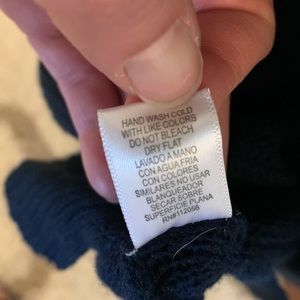 HAND WASH COLD
WITH LIKE COLORS
DO NOT BLEACH
DRY FLAT
LAVADO A MANO
CON AGUA FRIA
CON COLORES
SIMILARES NO USAR
BLANQUEADOR
SECAR SOBRE
SUPERFICIE PLANA
RN#112056